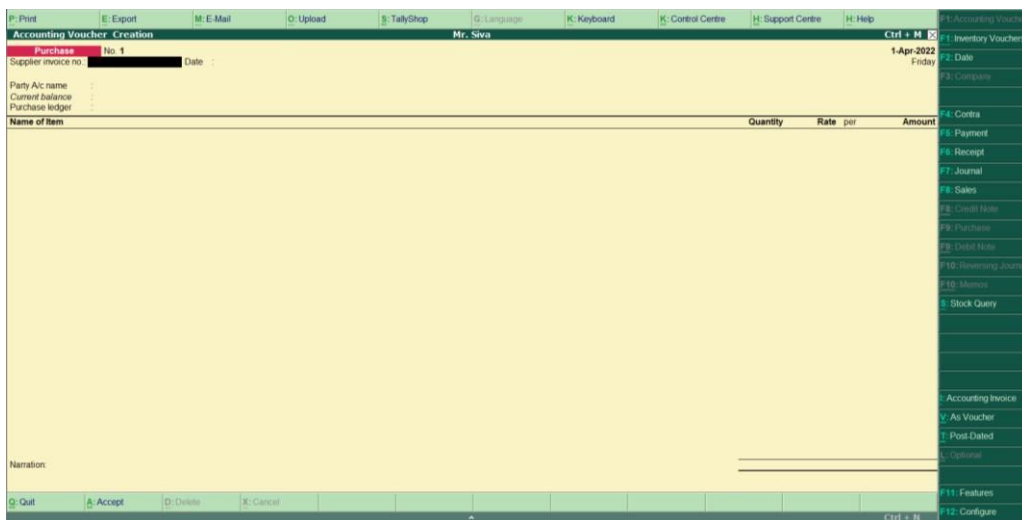 P: Print E: Export M: E-Mail O: Upload S: TallyShop G: Language K: Keyboard K: Control Centre H: Support Centre H: Help
Accounting Voucher Creation Mr. Siva Ctrl + M
Purchase No. 1 1-Apr-2022
Supplier invoice no.: Date : Friday
Party A/c name :
Current balance :
Purchase ledger :
Name of Item Quantity Rate per Amount
Narration:
Q: Quit A: Accept D: Delete X: Cancel
Ctrl + N
F1: Accounting Vouche
F1: Inventory Vouchers
F2: Date
F3: Compare
F4: Contra
F5: Payment
F6: Receipt
F7: Journal
F8: Sales
F8: Credit Note
F9: Purchase
F9: Debit Note
F10: Reversing Journ
F10: Memos
S: Stock Query
I: Accounting Invoice
V: As Voucher
T: Post-Dated
L: Optional
F11: Features
F12: Configure